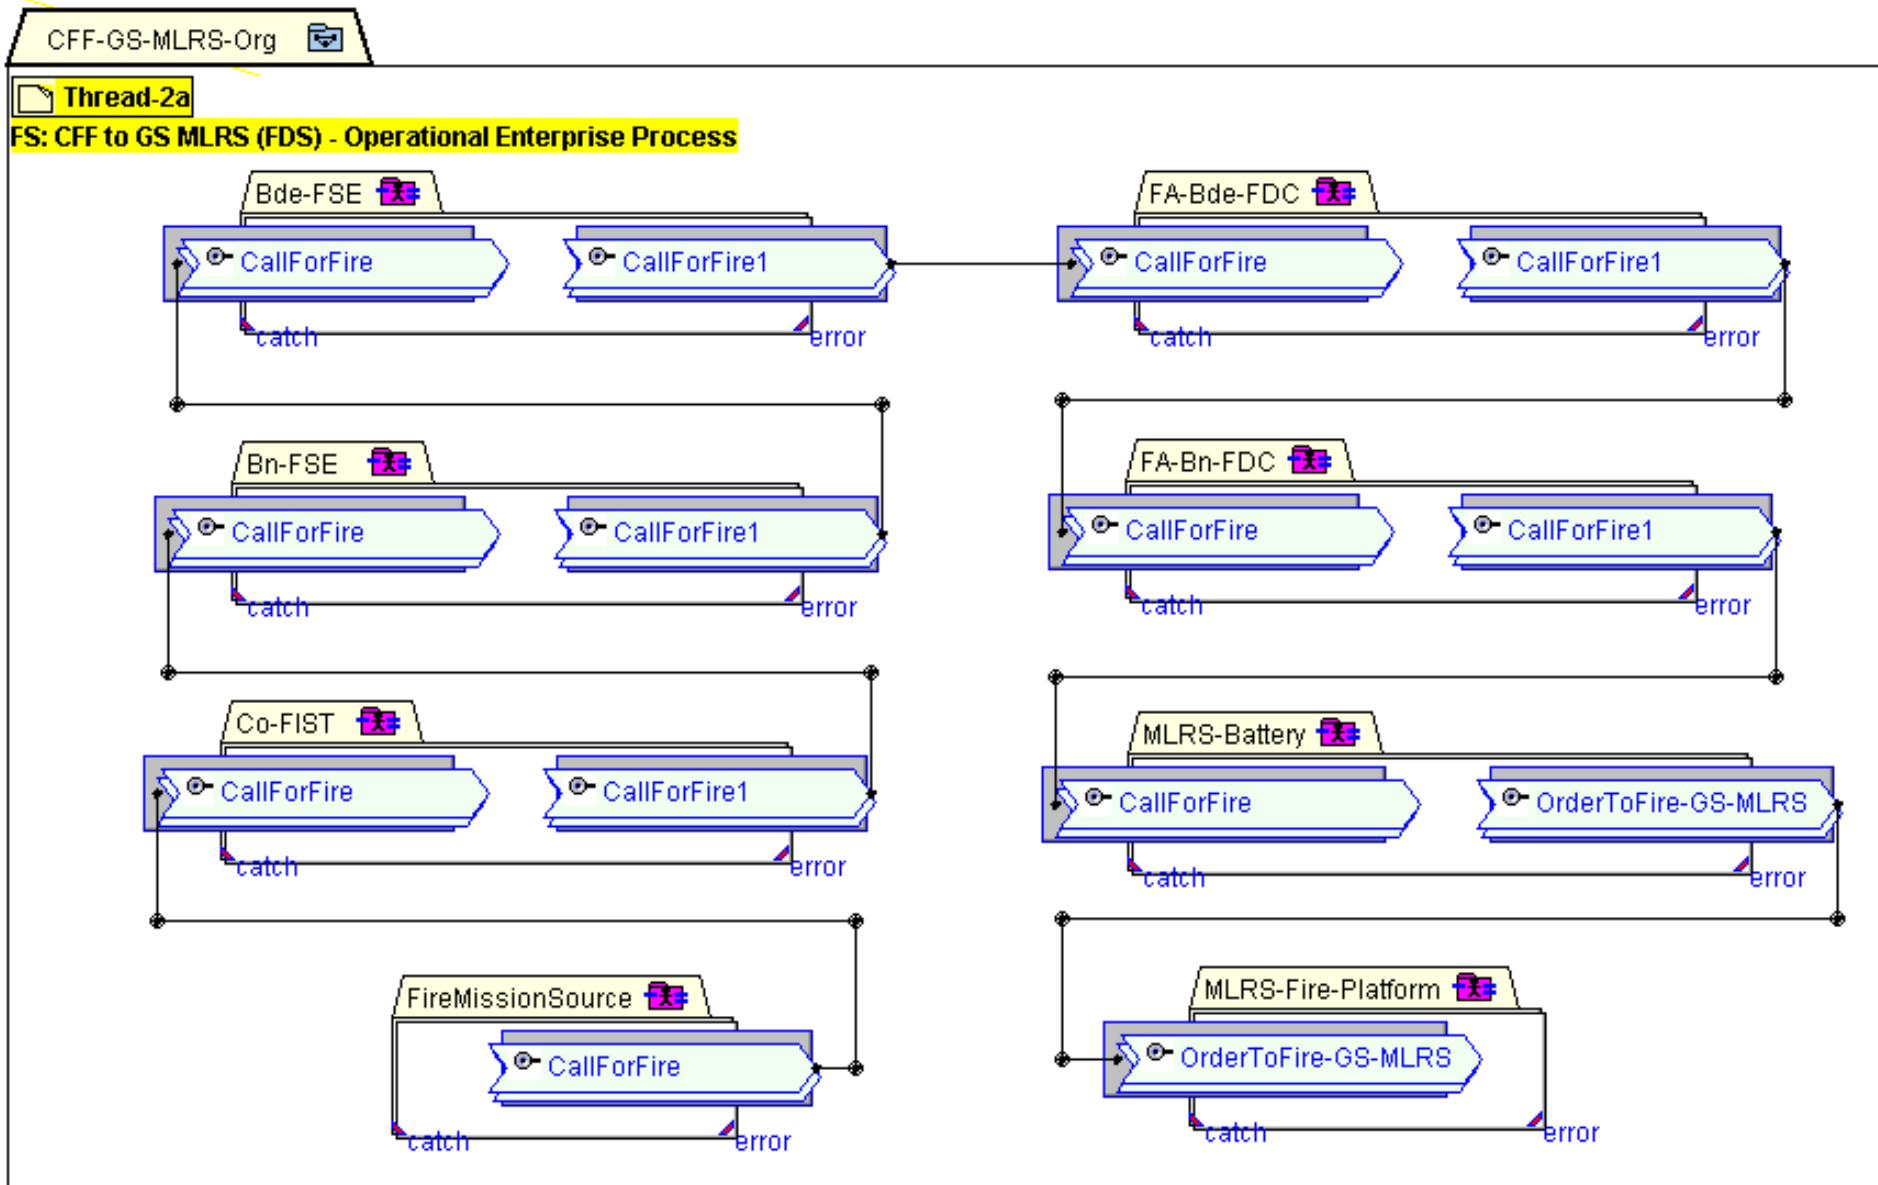 CFF-GS-MLRS-Org
Thread-2a
FS: CFF to GS MLRS (FDS) - Operational Enterprise Process
Bde-FSE
CallForFire
CallForFire1
catch
error
FA-Bde-FDC
CallForFire
CallForFire1
catch
error
Bn-FSE
CallForFire
CallForFire1
catch
error
FA-Bn-FDC
CallForFire
CallForFire1
catch
error
Co-FIST
CallForFire
CallForFire1
catch
error
MLRS-Battery
CallForFire
OrderToFire-GS-MLRS
catch
error
FireMissionSource
CallForFire
catch
error
MLRS-Fire-Platform
OrderToFire-GS-MLRS
catch
error